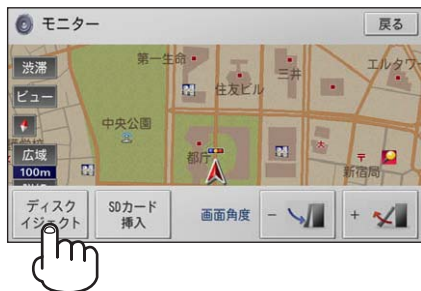 モニター
戻る
渋滞
第一生命
三井
エルタワー
ビュー
住友ビル
中央公園
都庁
広域
新宿局
100m
ディスク
イジェクト
SDカード
挿入
画面角度
-
+